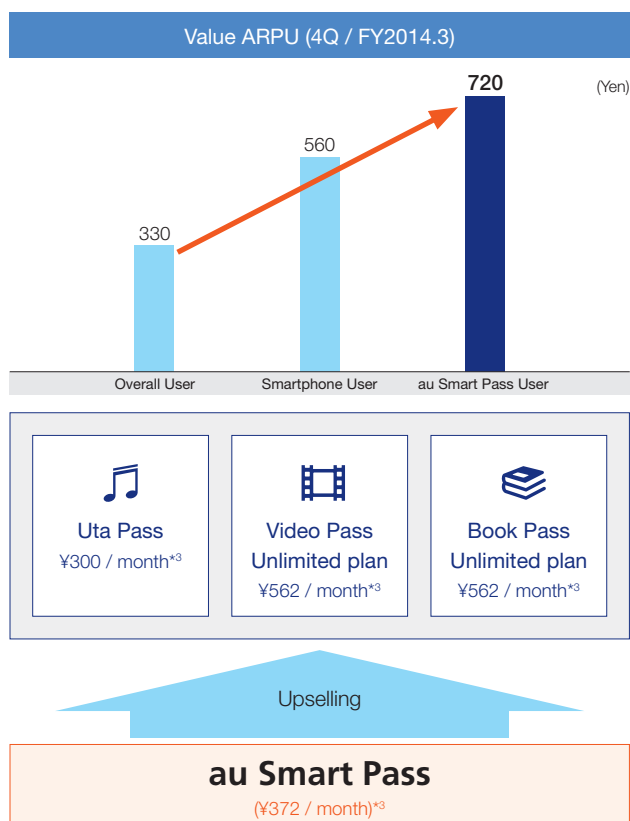 Value ARPU (4Q / FY2014.3)
(Yen)
330
560
720
Overall User
Smartphone User
au Smart Pass User
Uta Pass
¥300 / month*3
Video Pass
Unlimited plan
¥562 / month*3
Book Pass
Unlimited plan
¥562 / month*3
Upselling
au Smart Pass
(¥372 / month)*3